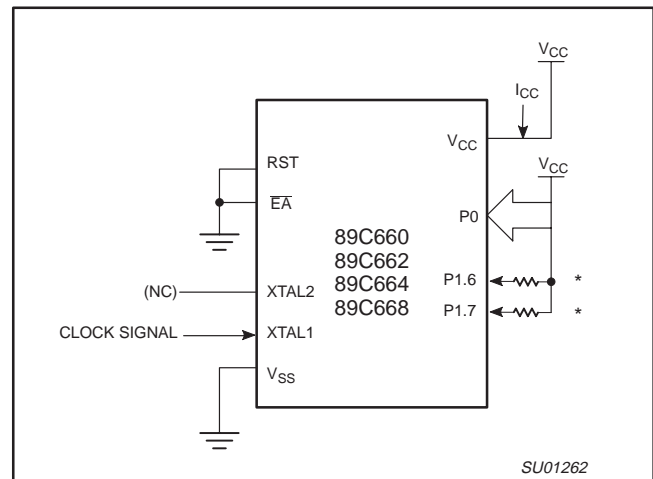 VCC
ICC
VCC
RST
VCC
EA
P0
89C660
89C662
89C664
89C668
P1.6
*
(NC)
XTAL2
P1.7
*
CLOCK SIGNAL
XTAL1
VSS
SU01262